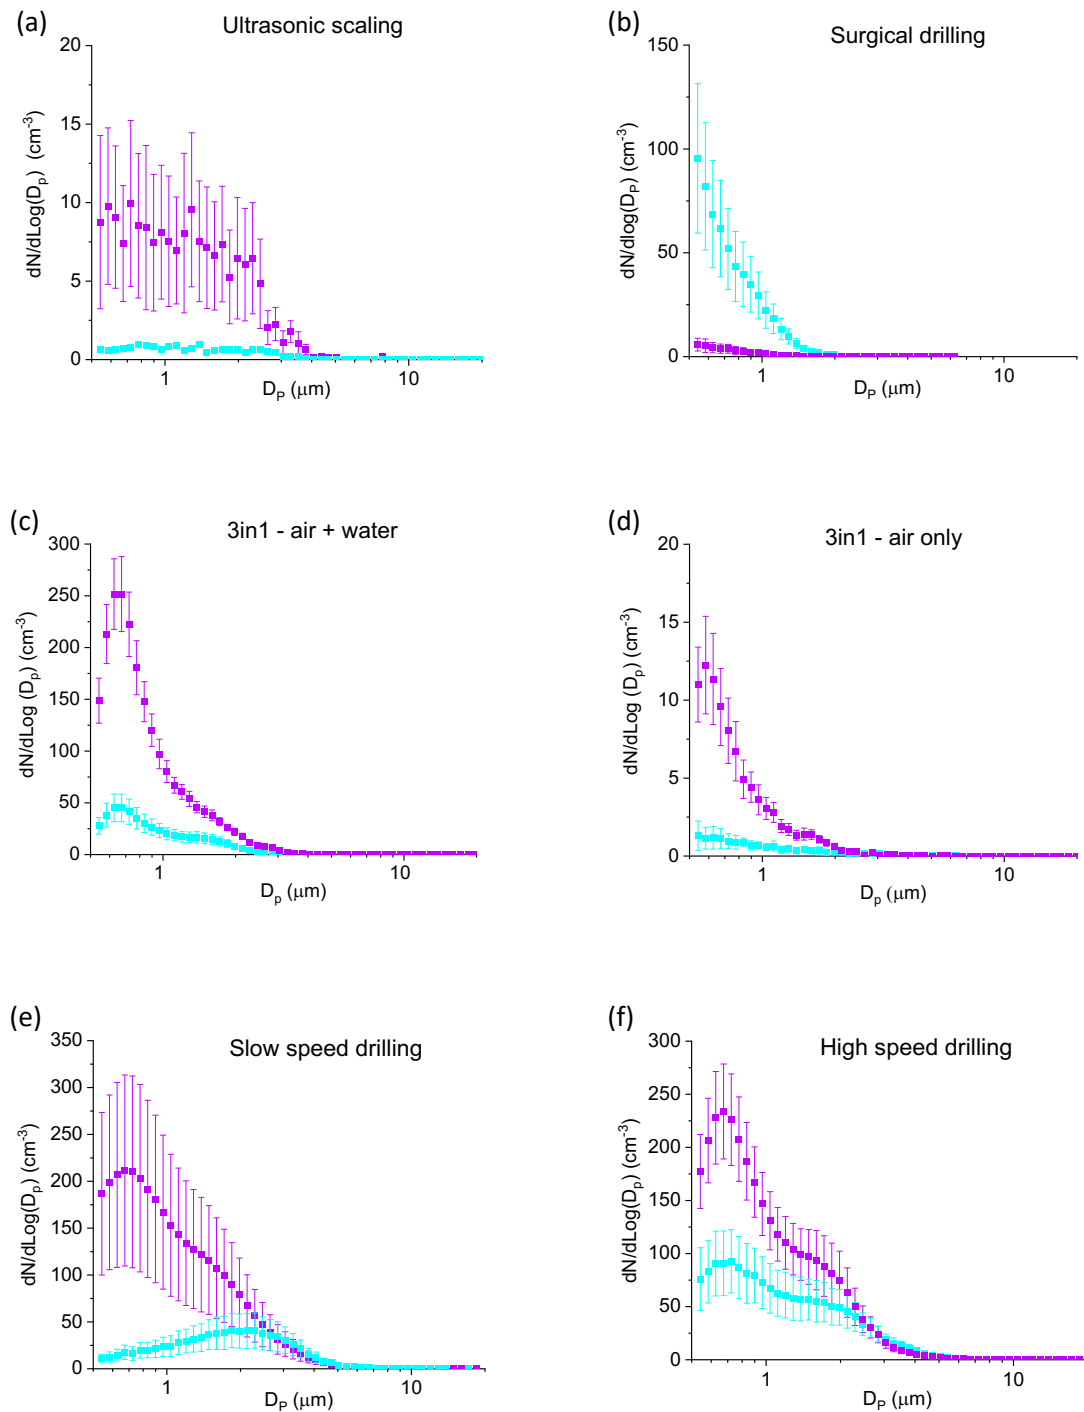 (a)
Ultrasonic scaling
20
15
10
5
0
dN/dLog(Dp) (cm-3)
1
10
DP (μm)
(b)
Surgical drilling
150
100
50
0
dN/dlog(DP) (cm-3)
1
10
DP (μm)
(c)
3in1 - air + water
300
250
200
150
100
50
0
dN/dLog (Dp) (cm-3)
1
10
Dp (μm)
(d)
3in1 - air only
20
15
10
5
0
dN/dLog (Dp) (cm-3)
1
10
Dp (μm)
(e)
Slow speed drilling
350
300
250
200
150
100
50
0
dN/dLog(Dp) (cm-3)
1
10
DP (μm)
(f)
High speed drilling
300
250
200
150
100
50
0
dN/dLog(Dp) (cm-3)
1
10
DP (μm)